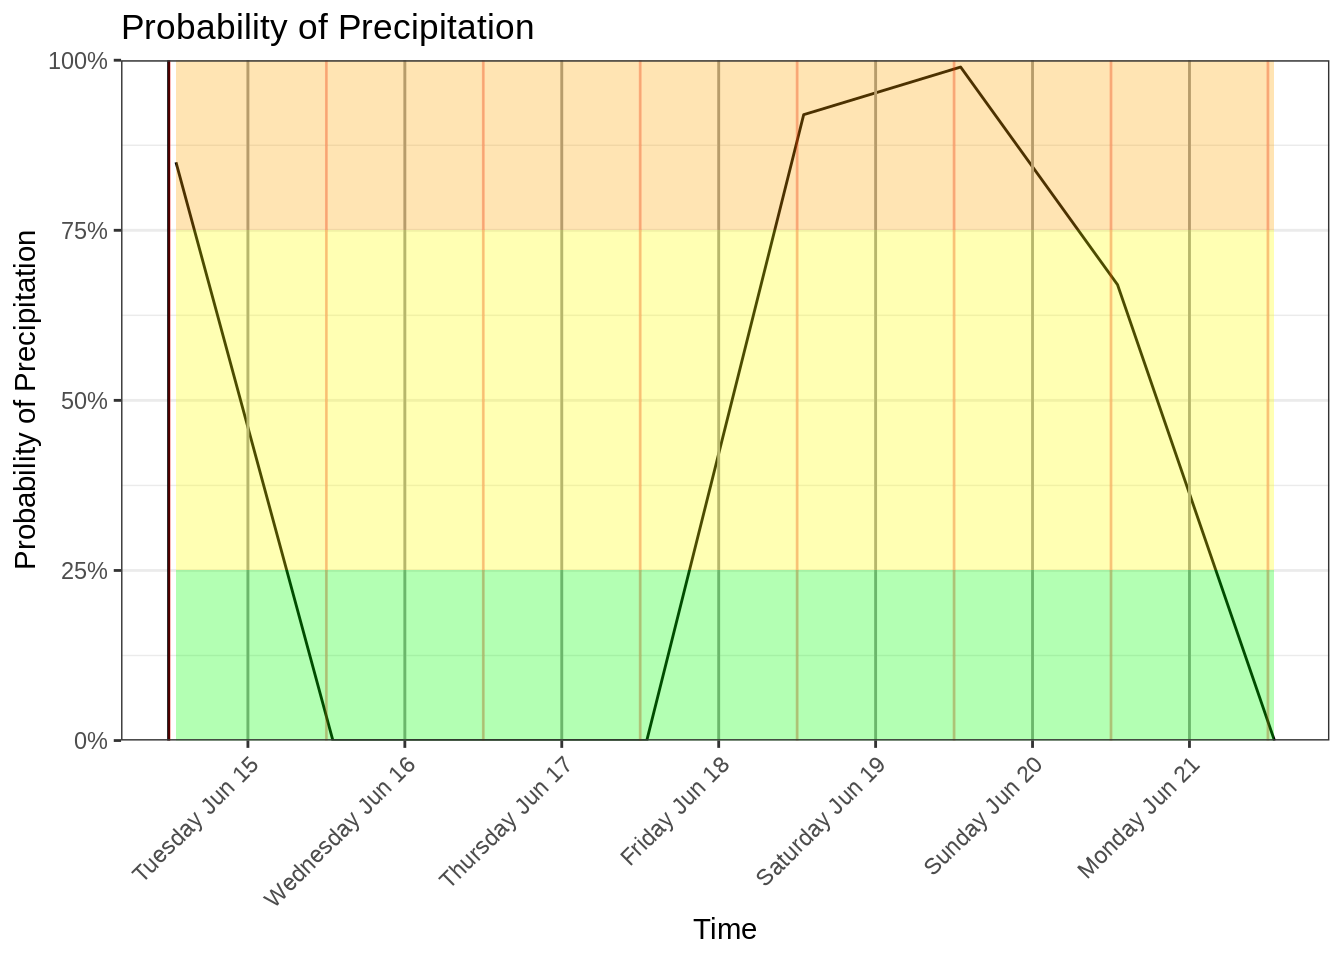 Probability of Precipitation
Probability of Precipitation
100%
75%
50%
25%
0%
Tuesday Jun 15
Wednesday Jun 16
Thursday Jun 17
Friday Jun 18
Saturday Jun 19
Sunday Jun 20
Monday Jun 21
Time